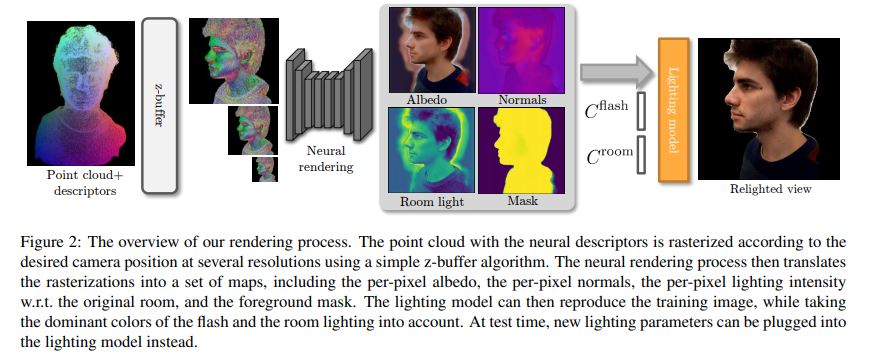 Point cloud+
descriptors
z-buffer
Neural
rendering
Albedo
Normals
Room light
Mask
C^flash
C^room
Lighting model
Relighted view
Figure 2: The overview of our rendering process. The point cloud with the neural descriptors is rasterized according to the
desired camera position at several resolutions using a simple z-buffer algorithm. The neural rendering process then translates
the rasterizations into a set of maps, including the per-pixel albedo, the per-pixel normals, the per-pixel lighting intensity
w.r.t. the original room, and the foreground mask. The lighting model can then reproduce the training image, while taking
the dominant colors of the flash and the room lighting into account. At test time, new lighting parameters can be plugged into
the lighting model instead.